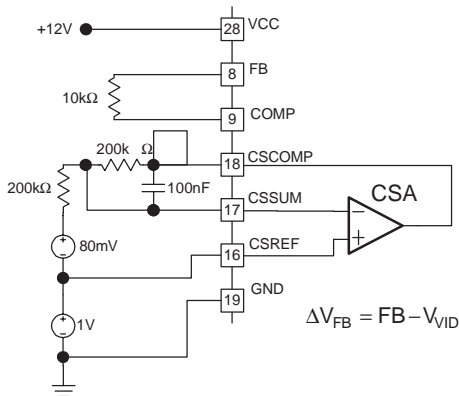 +12V
28
VCC
8
FB
10kΩ
9
COMP
200k Ω
18
CSCOMP
200kΩ
100nF
17
CSSUM
CSA
−
+
80mV
16
CSREF
19
GND
1V
ΔV_FB = FB − V_VID